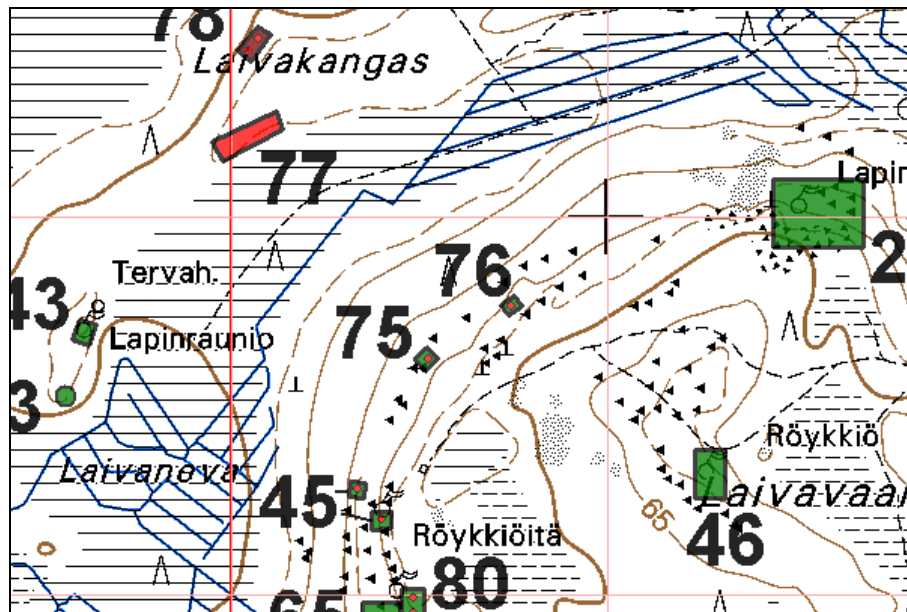 78
Laivakangas
77
Lapin
2
43
Tervah.
76
Lapinraunio
75
3
Röykkiö
Laivaneva
45
Laivavaar
65
Röykkiöitä
46
80
65